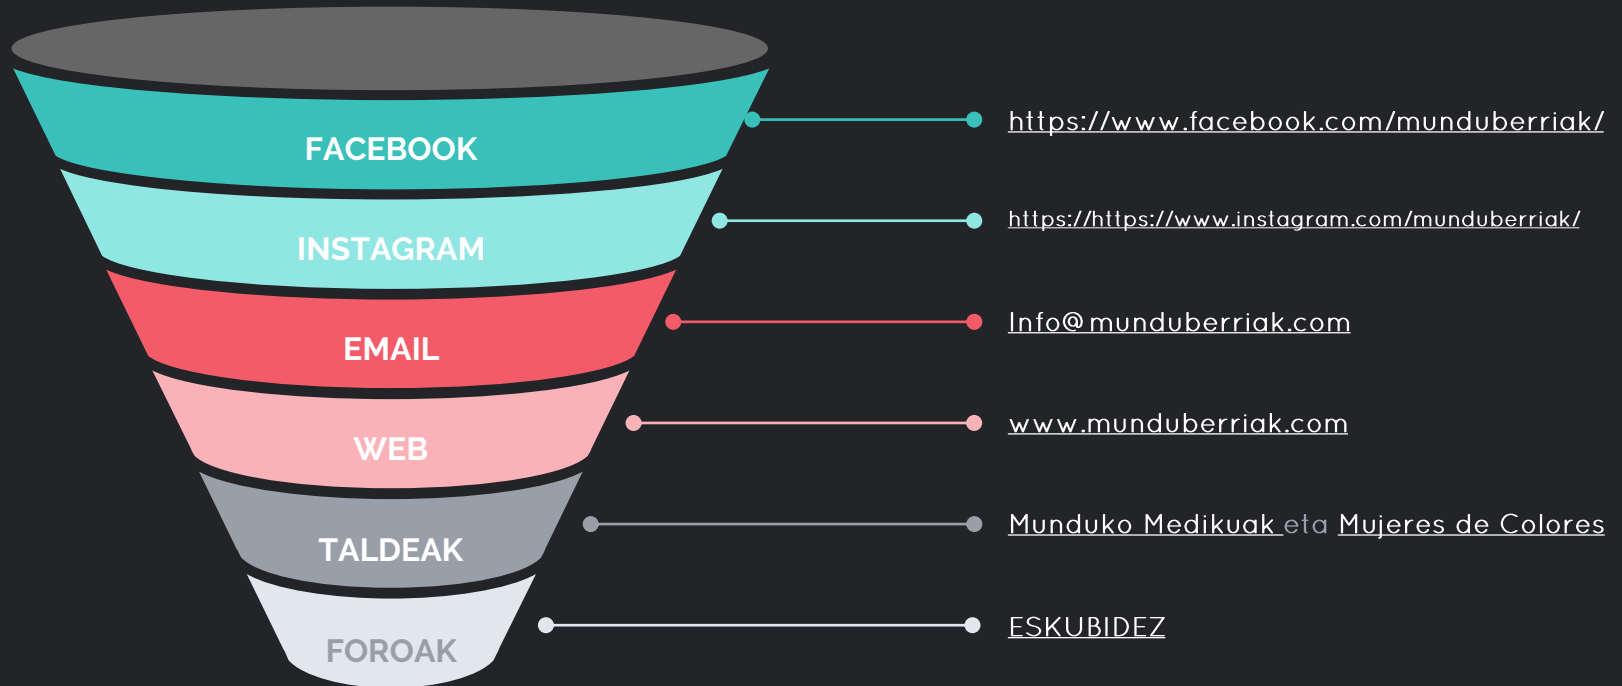 FACEBOOK
https://www.facebook.com/munduberriak/
INSTAGRAM
https://https://www.instagram.com/munduberriak/
EMAIL
Info@munduberriak.com
WEB
www.munduberriak.com
TALDEAK
Munduko Medikuak eta Mujeres de Colores
FOROAK
ESKUBIDEZ